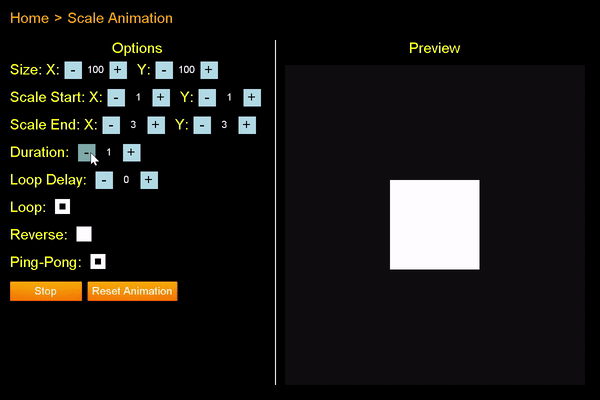 Home > Scale Animation
Options
Preview
Size: X: - 100 + Y: - 100 +
Scale Start: X: - 1 + Y: - 1 +
Scale End: X: - 3 + Y: - 3 +
Duration: - 1 +
Loop Delay: - 0 +
Loop:
Reverse:
Ping-Pong:
Stop Reset Animation